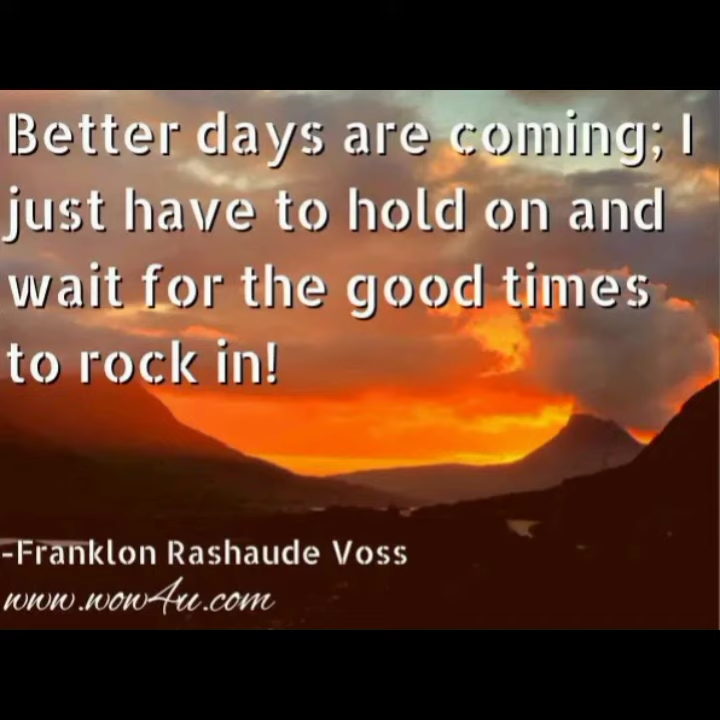 Better days are coming; I
just have to hold on and
wait for the good times
to rock in!
-Franklon Rashaude Voss
www.wow4u.com